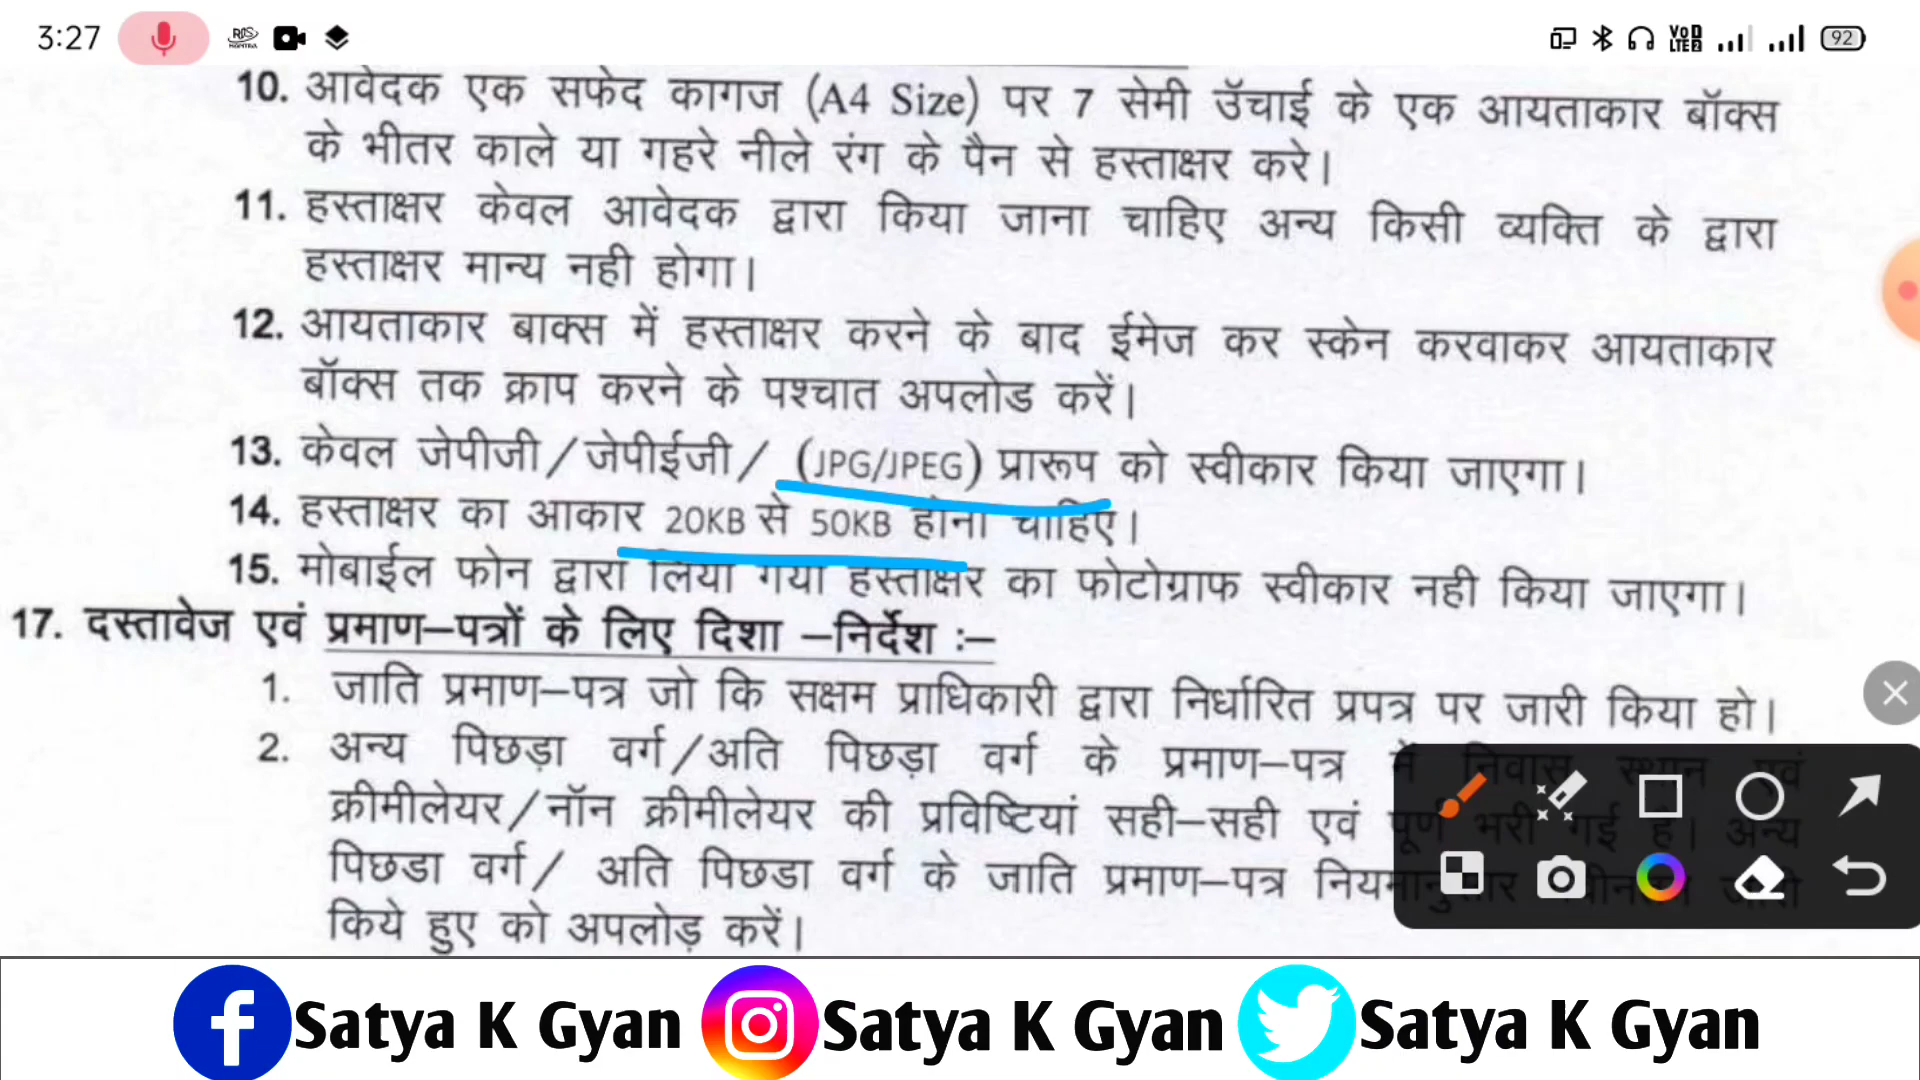 3:27
92
10. आवेदक एक सफेद कागज (A4 Size) पर 7 सेमी उॅचाई के एक आयताकार बॉक्स
के भीतर काले या गहरे नीले रंग के पैन से हस्ताक्षर करे।
11. हस्ताक्षर केवल आवेदक द्वारा किया जाना चाहिए अन्य किसी व्यक्ति के द्वारा
हस्ताक्षर मान्य नही होगा।
12. आयताकार बाक्स में हस्ताक्षर करने के बाद ईमेज कर स्केन करवाकर आयताकार
बॉक्स तक क्राप करने के पश्चात अपलोड करें।
13. केवल जेपीजी/जेपीईजी/ (JPG/JPEG) प्रारूप को स्वीकार किया जाएगा।
14. हस्ताक्षर का आकार 20KB से 50KB होना चाहिए।
15. मोबाईल फोन द्वारा लिया गया हस्ताक्षर का फोटोग्राफ स्वीकार नही किया जाएगा।
17. दस्तावेज एवं प्रमाण–पत्रों के लिए दिशा –निर्देश :–
1. जाति प्रमाण–पत्र जो कि सक्षम प्राधिकारी द्वारा निर्धारित प्रपत्र पर जारी किया हो।
2. अन्य पिछड़ा वर्ग/अति पिछड़ा वर्ग के प्रमाण–पत्र में निवास स्थान एवं
क्रीमीलेयर/नॉन क्रीमीलेयर की प्रविष्टियां सही–सही एवं पूर्ण भरी गई है। अन्य
पिछडा वर्ग/ अति पिछडा वर्ग के जाति प्रमाण–पत्र
किये हुए को अपलोड़ करें।
Satya K Gyan Satya K Gyan Satya K Gyan